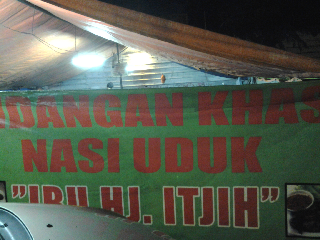 IDANGAN KHAS
NASI UDUK
"IBU HJ. ITJIH"